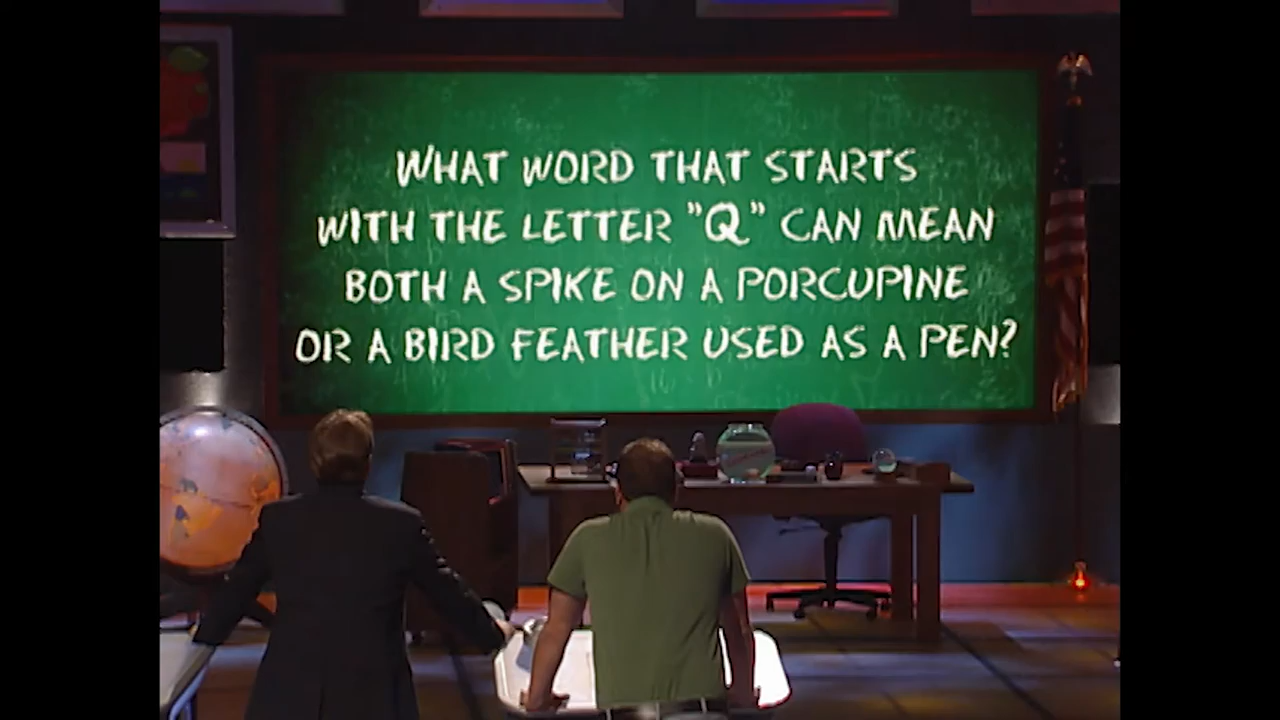 WHAT WORD THAT STARTS
WITH THE LETTER "Q" CAN MEAN
BOTH A SPIKE ON A PORCUPINE
OR A BIRD FEATHER USED AS A PEN?